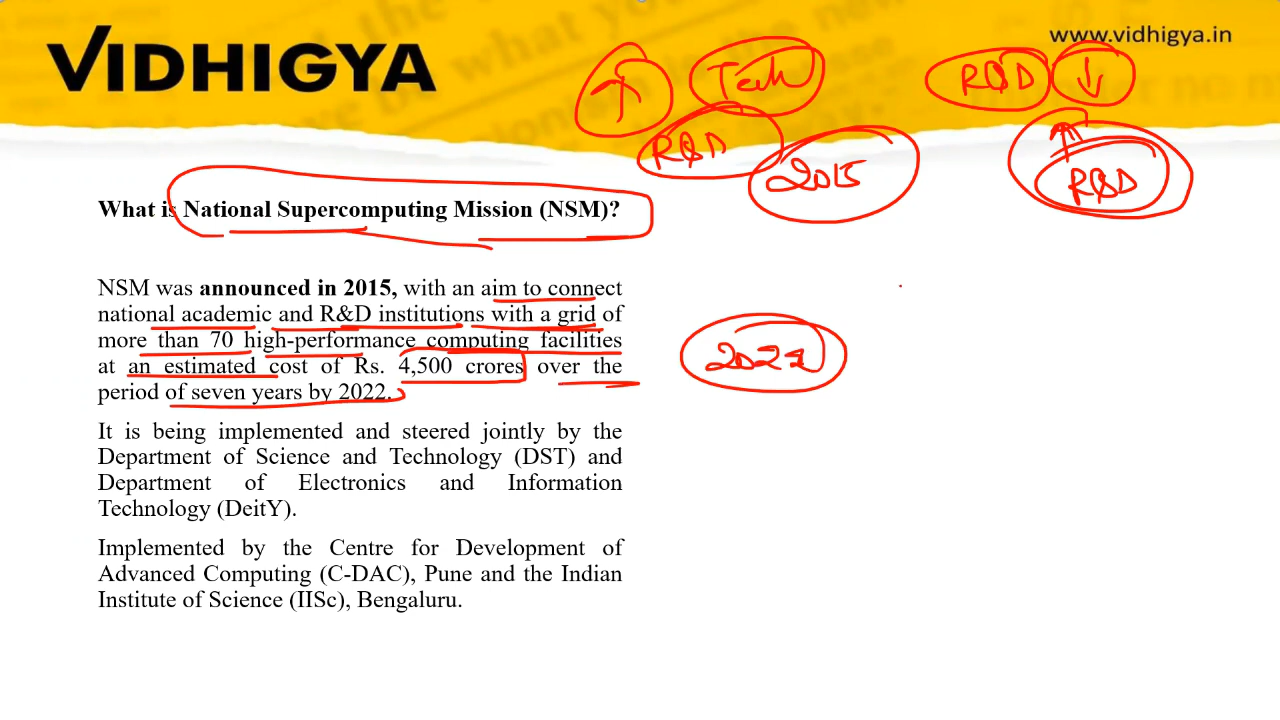 VIDHIGYA
www.vidhigya.in
Tech
R&D
R&D
2015
R&D
What is National Supercomputing Mission (NSM)?
NSM was announced in 2015, with an aim to connect
national academic and R&D institutions with a grid of
more than 70 high-performance computing facilities
at an estimated cost of Rs. 4,500 crores over the
period of seven years by 2022.
2022
It is being implemented and steered jointly by the
Department of Science and Technology (DST) and
Department of Electronics and Information
Technology (DeitY).
Implemented by the Centre for Development of
Advanced Computing (C-DAC), Pune and the Indian
Institute of Science (IISc), Bengaluru.